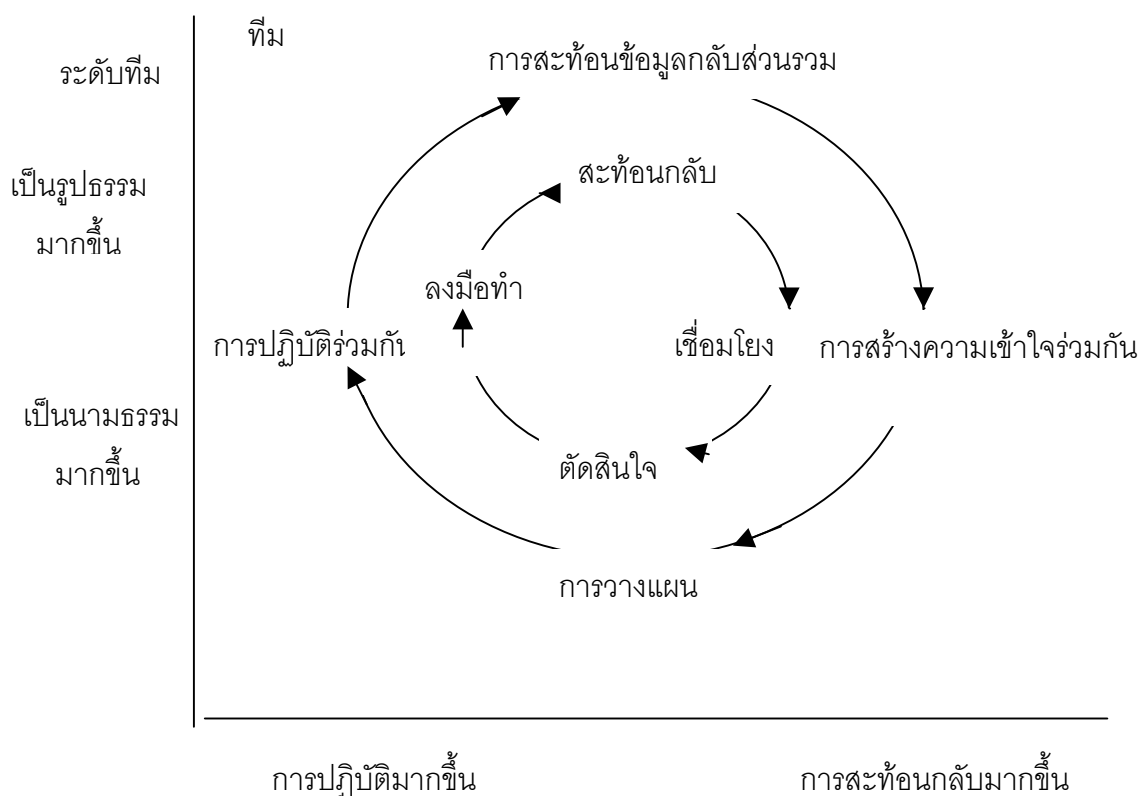 ทีม
ระดับทีม
การสะท้อนข้อมูลกลับส่วนรวม
เป็นรูปธรรม
มากขึ้น
สะท้อนกลับ
ลงมือทำ
การปฏิบัติร่วมกัน
เชื่อมโยง
การสร้างความเข้าใจร่วมกัน
เป็นนามธรรม
มากขึ้น
ตัดสินใจ
การวางแผน
การปฏิบัติมากขึ้น
การสะท้อนกลับมากขึ้น